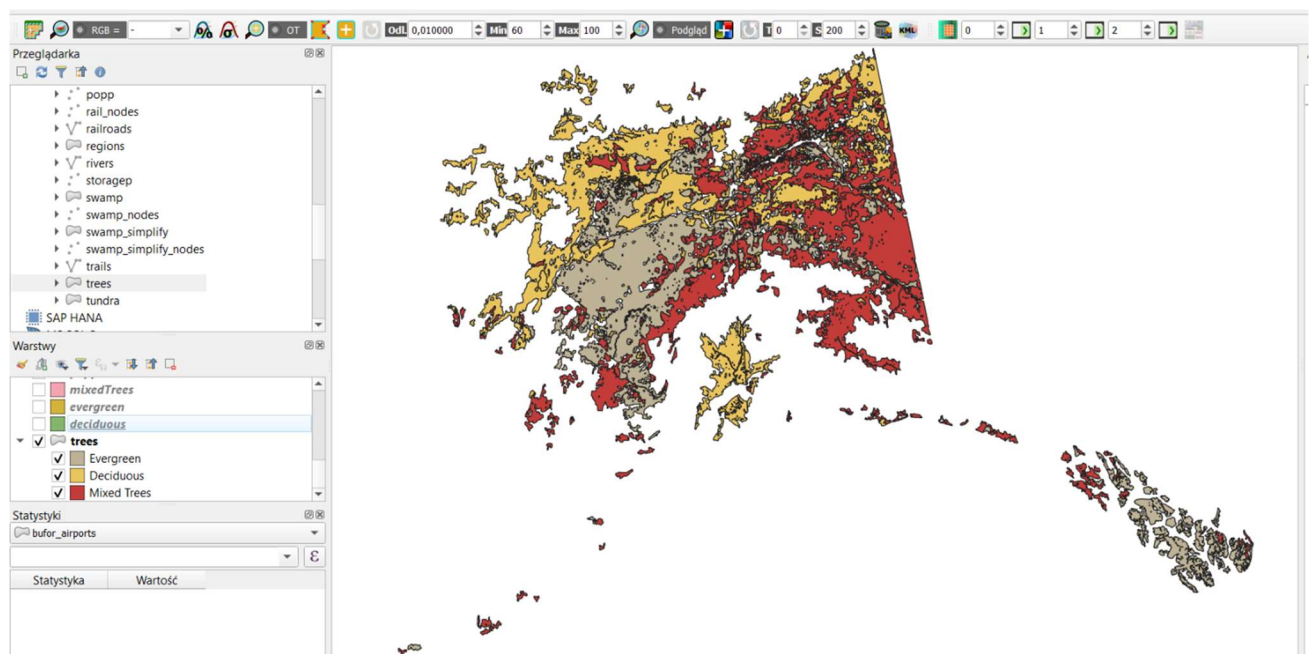 RGB = - OT Odl. 0,010000 Min 60 Max 100 Podgląd T 0 S 200 KML 0 1 2
Przeglądarka
popp
rail_nodes
railroads
regions
rivers
storagep
swamp
swamp_nodes
swamp_simplify
swamp_simplify_nodes
trails
trees
tundra
SAP HANA
Warstwy
mixedTrees
evergreen
deciduous
trees
Evergreen
Deciduous
Mixed Trees
Statystyki
bufor_airports
ε
Statystyka Wartość